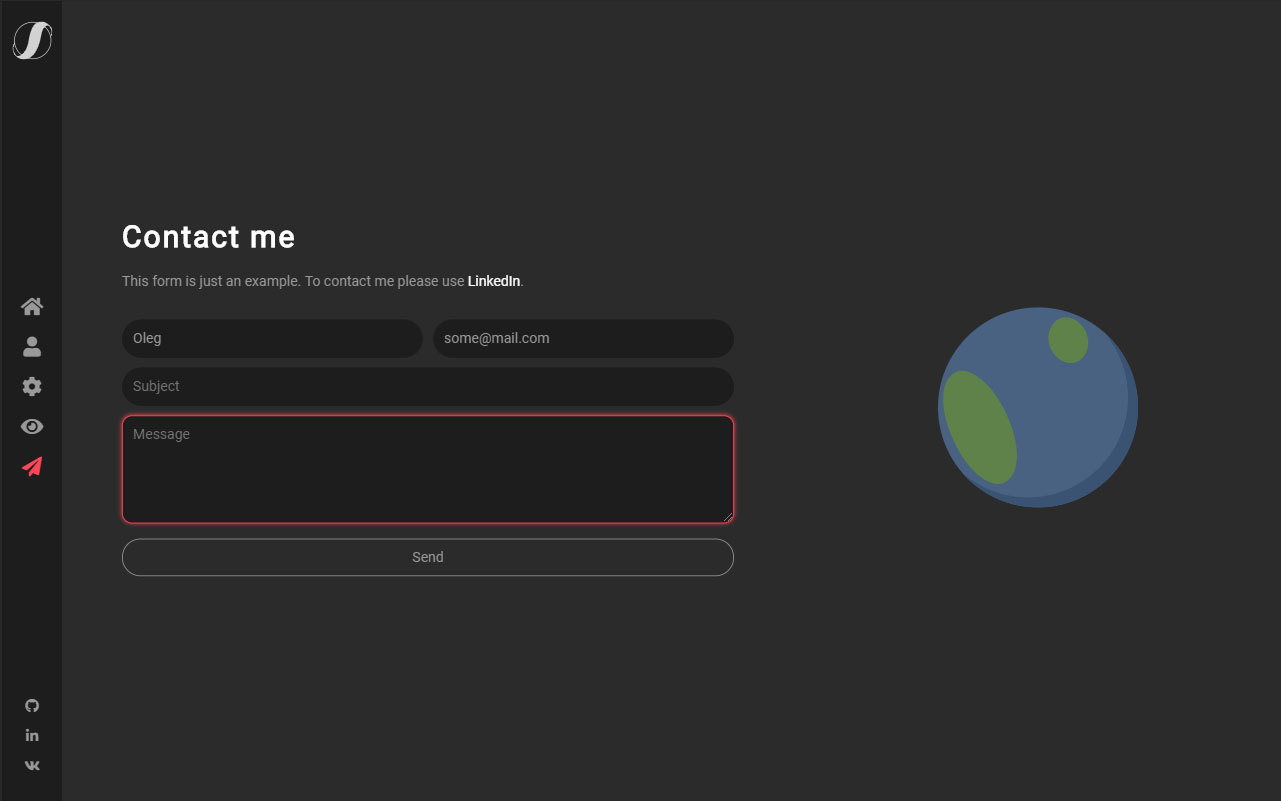 Contact me
This form is just an example. To contact me please use LinkedIn.
Oleg
some@mail.com
Subject
Message
Send